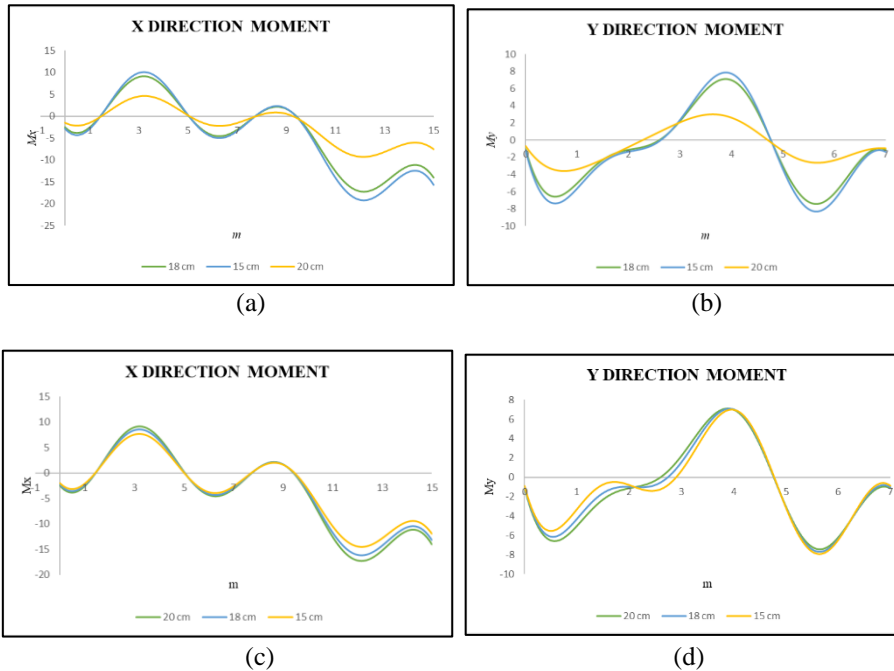 X DIRECTION MOMENT
15
10
5
0
-5
-10
-15
-20
-25
Mx
-1 1 3 5 7 9 11 13 15
m
18 cm 15 cm 20 cm
(a)
Y DIRECTION MOMENT
10
8
6
4
2
0
-2
-4
-6
-8
-10
My
0 1 2 3 4 5 6 7
m
18 cm 15 cm 20 cm
(b)
X DIRECTION MOMENT
15
10
5
0
-5
-10
-15
-20
Mx
-1 1 3 5 7 9 11 13 15
m
20 cm 18 cm 15 cm
(c)
Y DIRECTION MOMENT
8
6
4
2
0
-2
-4
-6
-8
-10
My
0 1 2 3 4 5 6 7
m
20 cm 18 cm 15 cm
(d)